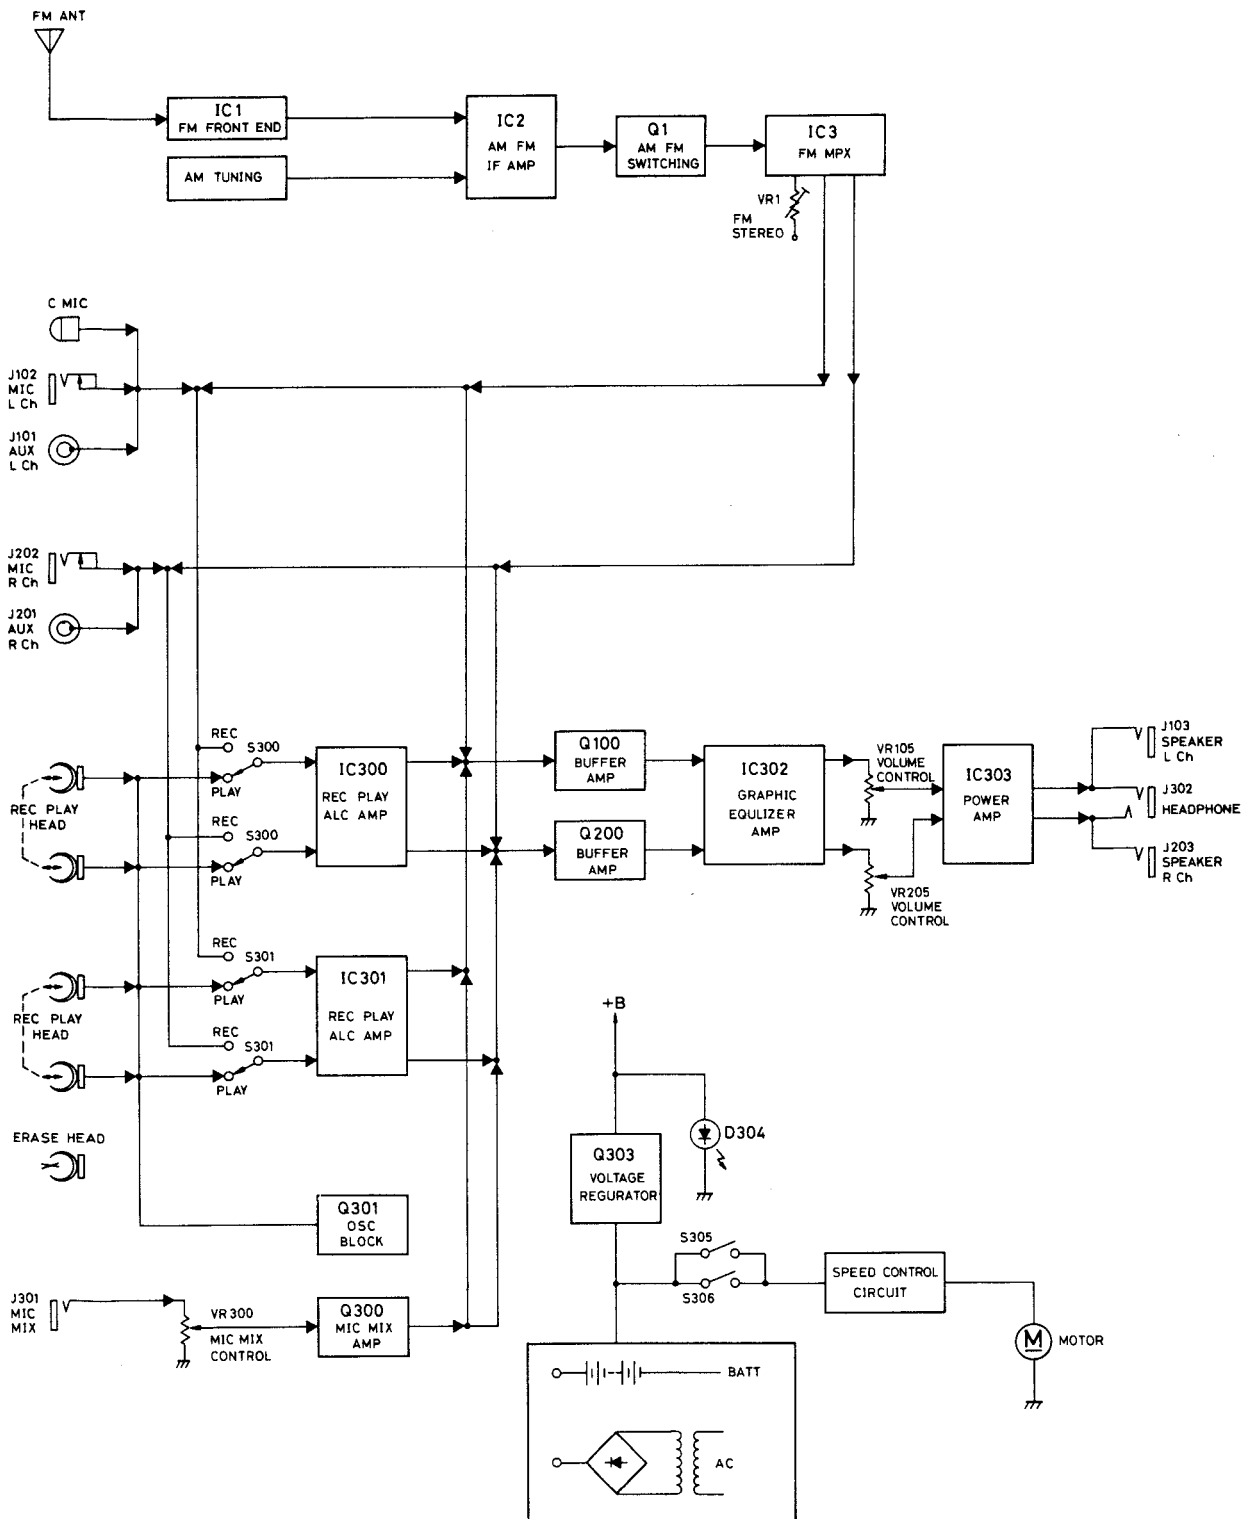 FM ANT
IC1
FM FRONT END
AM TUNING
IC2
AM FM
IF AMP
Q1
AM FM
SWITCHING
IC3
FM MPX
VR1
FM
STEREO
C MIC
J102
MIC
L Ch
J101
AUX
L Ch
J202
MIC
R Ch
J201
AUX
R Ch
REC PLAY
HEAD
REC
S300
PLAY
REC
S300
PLAY
IC300
REC PLAY
ALC AMP
Q100
BUFFER
AMP
Q200
BUFFER
AMP
IC302
GRAPHIC
EQULIZER
AMP
VR105
VOLUME
CONTROL
VR205
VOLUME
CONTROL
IC303
POWER
AMP
J103
SPEAKER
L Ch
J302
HEADPHONE
J203
SPEAKER
R Ch
REC PLAY
HEAD
REC
S301
PLAY
REC
S301
PLAY
IC301
REC PLAY
ALC AMP
ERASE HEAD
Q301
OSC
BLOCK
J301
MIC
MIX
VR300
MIC MIX
CONTROL
Q300
MIC MIX
AMP
+B
D304
Q303
VOLTAGE
REGURATOR
S305
S306
SPEED CONTROL
CIRCUIT
M
MOTOR
BATT
AC